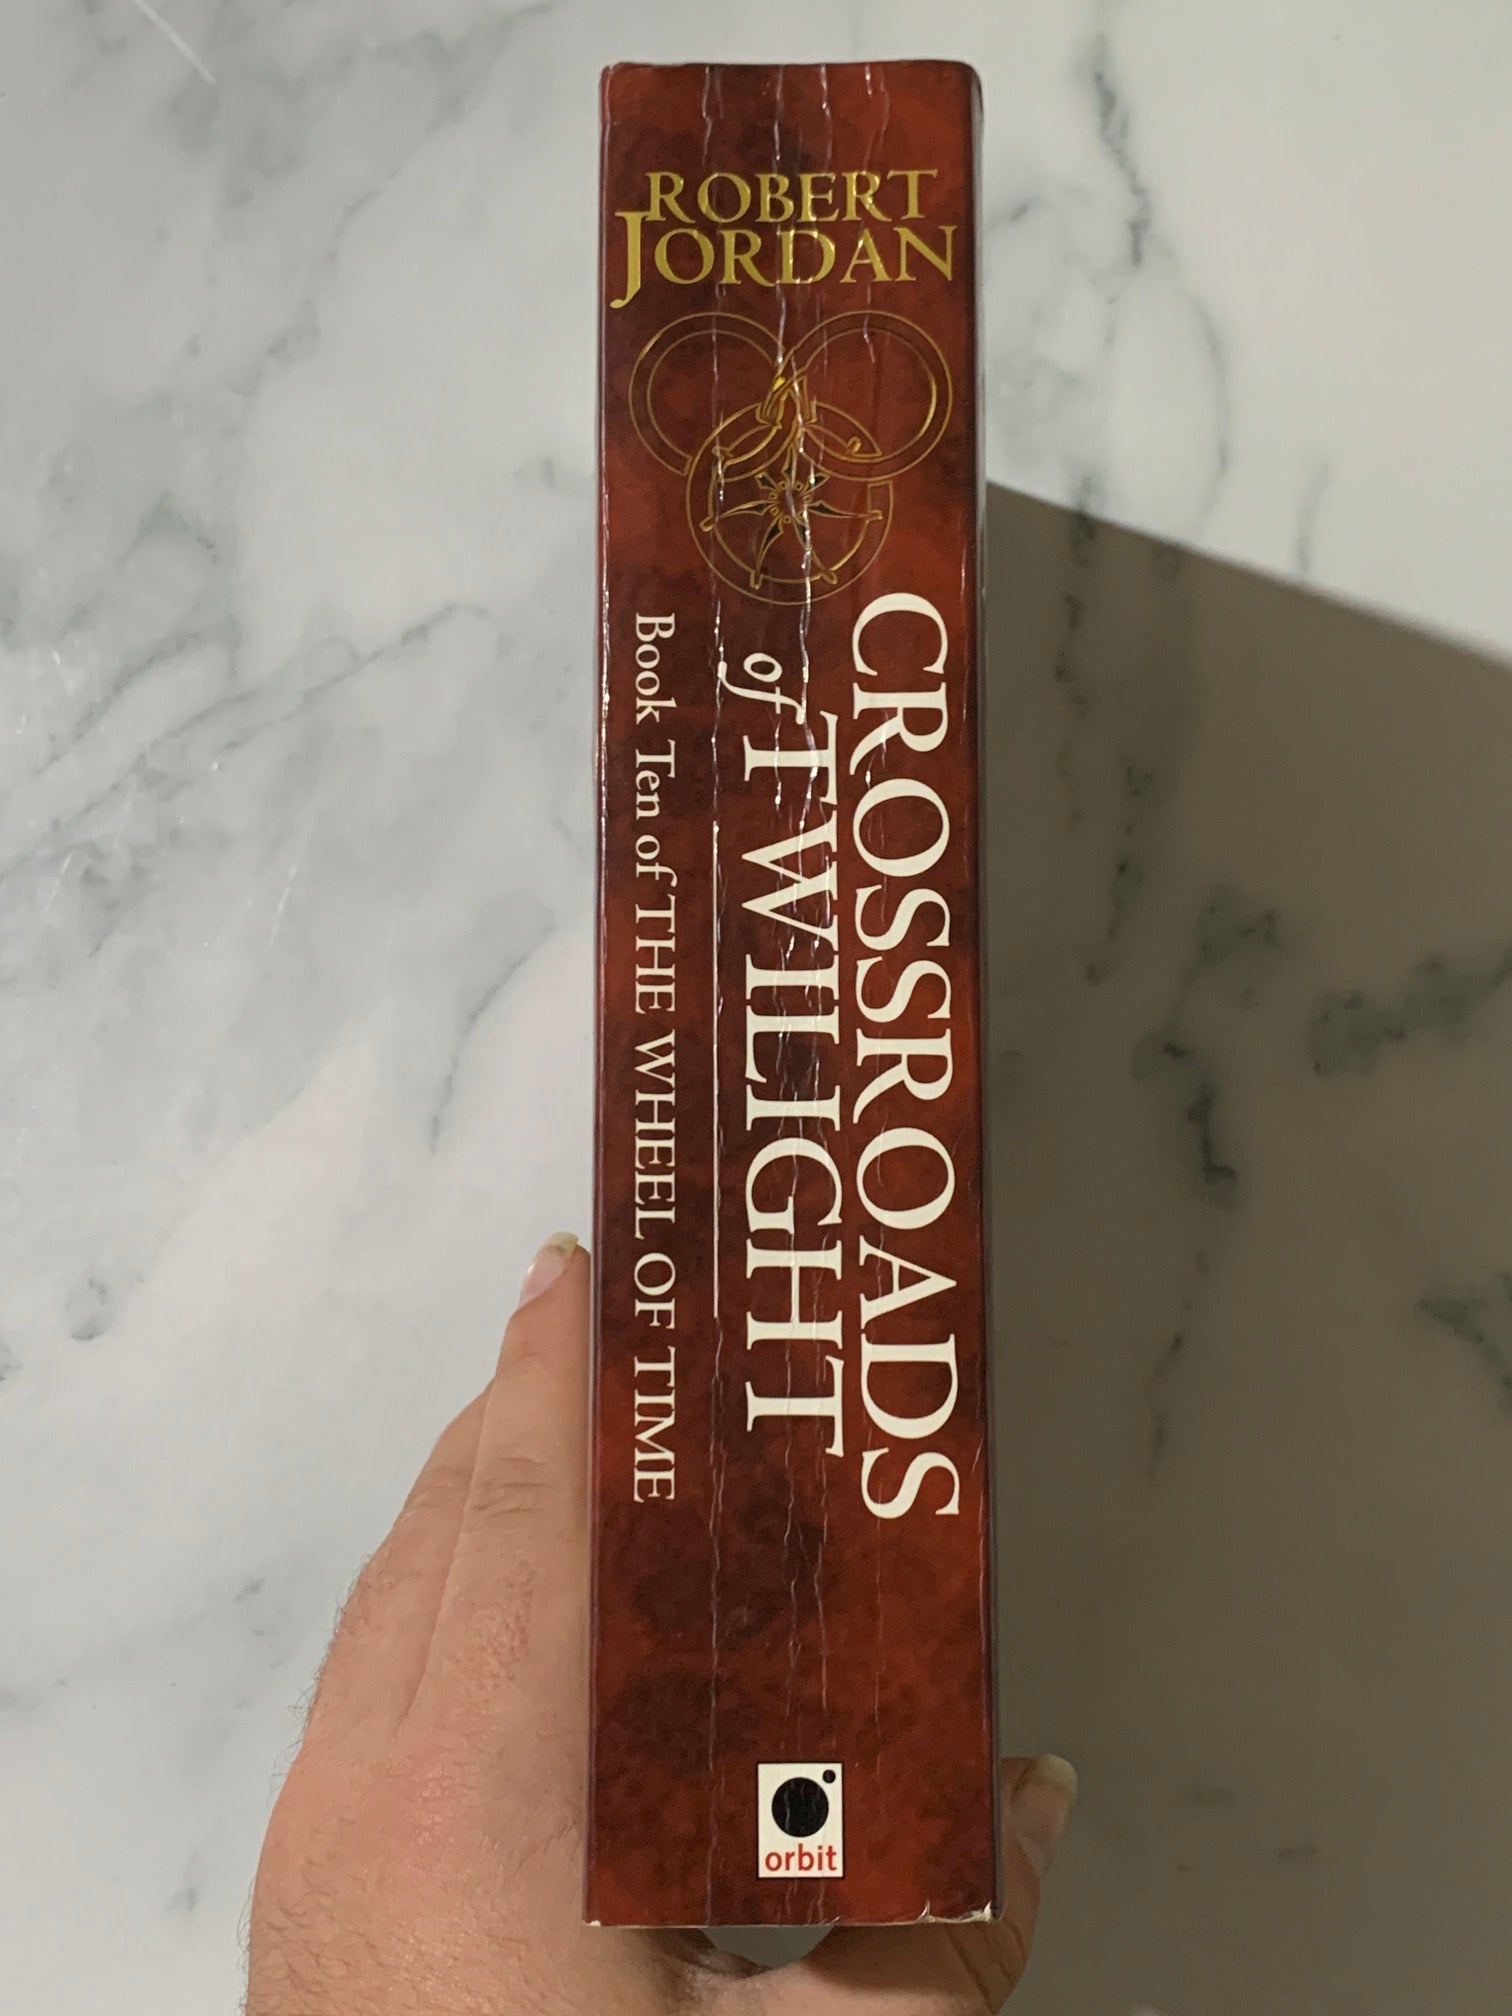 ROBERT
JORDAN
CROSSROADS
of TWILIGHT
Book Ten of THE WHEEL OF TIME
orbit